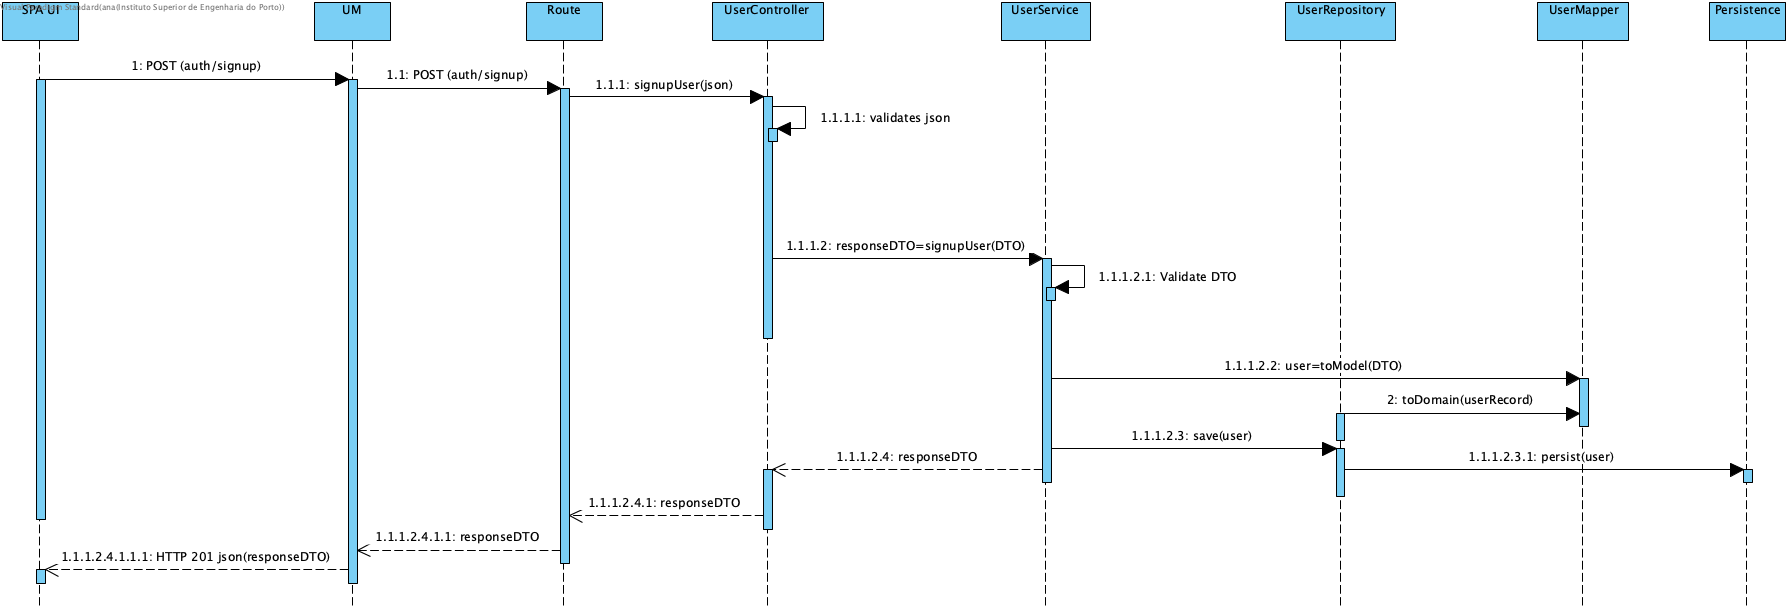 Visual Paradigm Standard(ana(Instituto Superior de Engenharia do Porto))
SPA UI
UM
Route
UserController
UserService
UserRepository
UserMapper
Persistence
1: POST (auth/signup)
1.1: POST (auth/signup)
1.1.1: signupUser(json)
1.1.1.1: validates json
1.1.1.2: responseDTO=signupUser(DTO)
1.1.1.2.1: Validate DTO
1.1.1.2.2: user=toModel(DTO)
2: toDomain(userRecord)
1.1.1.2.3: save(user)
1.1.1.2.4: responseDTO
1.1.1.2.3.1: persist(user)
1.1.1.2.4.1: responseDTO
1.1.1.2.4.1.1: responseDTO
1.1.1.2.4.1.1.1: HTTP 201 json(responseDTO)